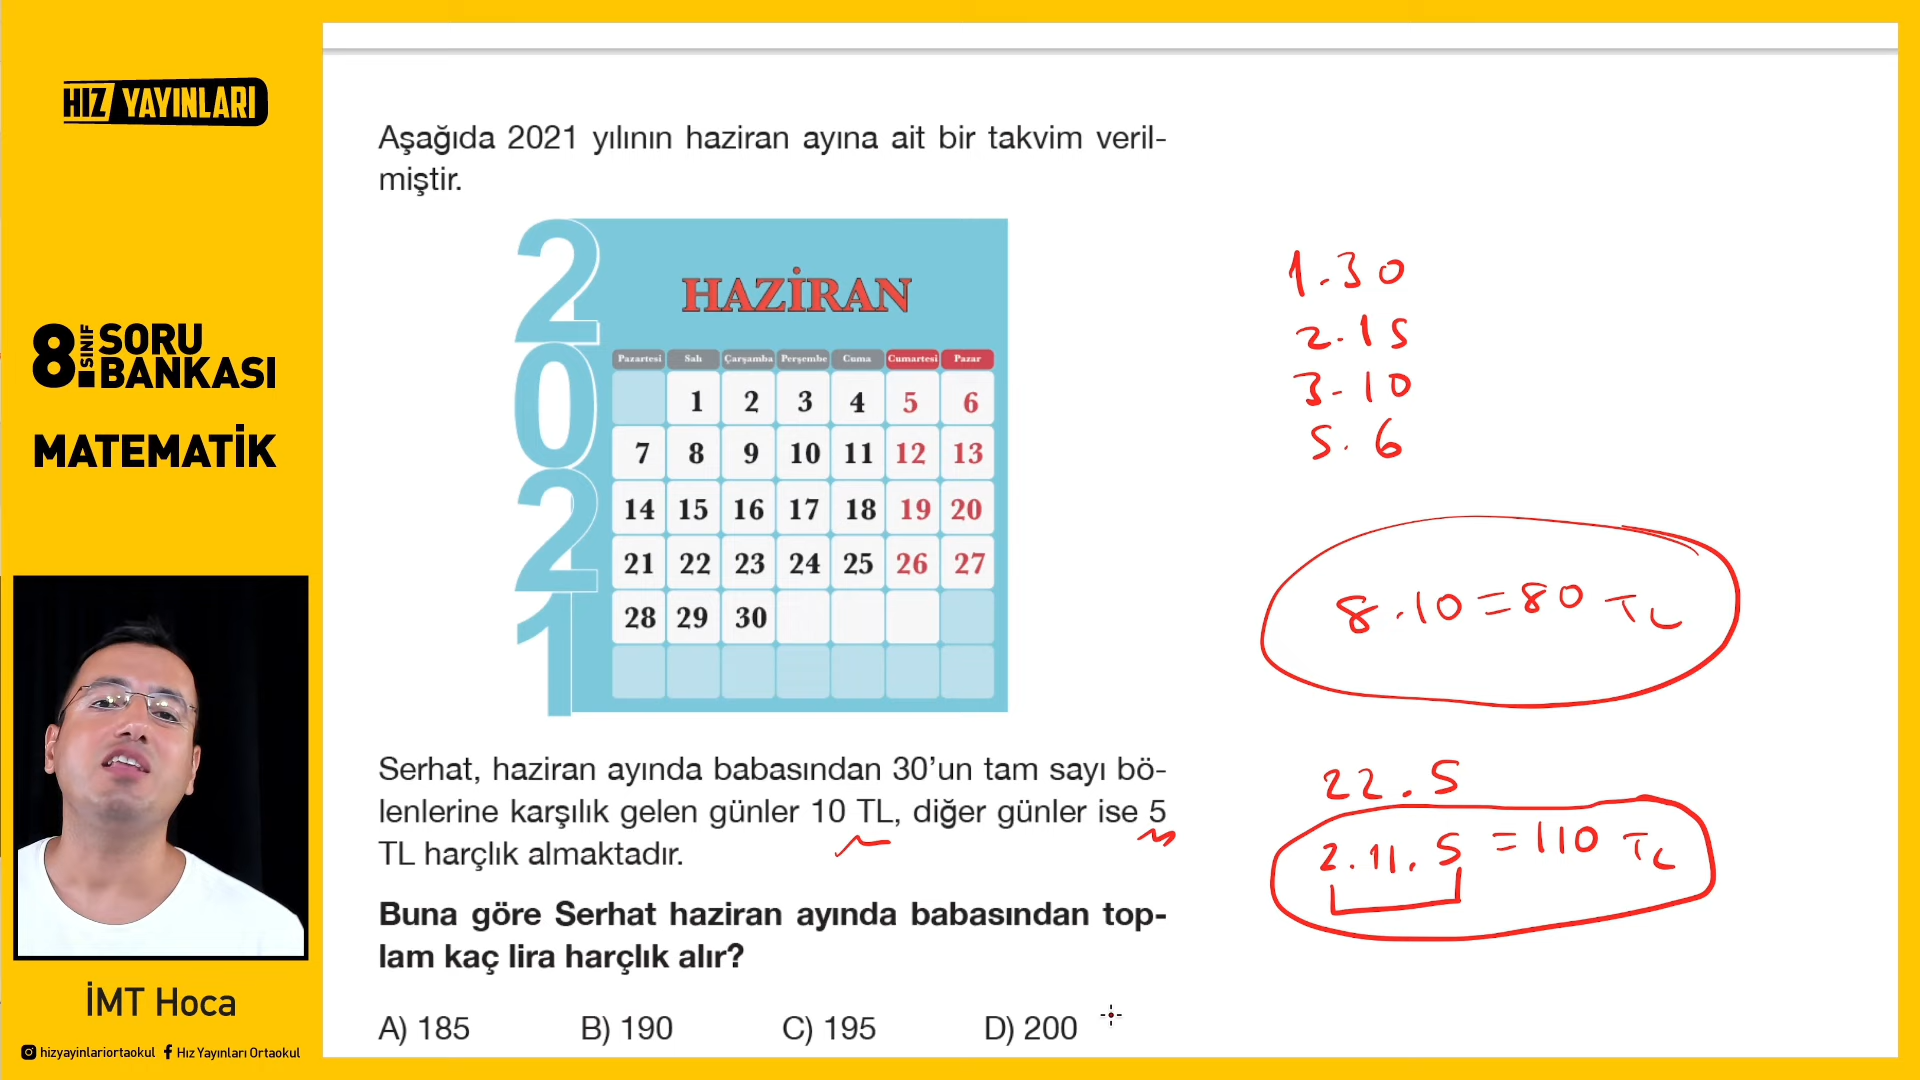 HIZ YAYINLARI
8. SINIF SORU BANKASI
MATEMATİK
İMT Hoca
hizyayinlariortaokul Hız Yayınları Ortaokul
Aşağıda 2021 yılının haziran ayına ait bir takvim veril-
miştir.
2021
HAZİRAN
Pazartesi Salı Çarşamba Perşembe Cuma Cumartesi Pazar
1 2 3 4 5 6
7 8 9 10 11 12 13
14 15 16 17 18 19 20
21 22 23 24 25 26 27
28 29 30
Serhat, haziran ayında babasından 30'un tam sayı bö-
lenlerine karşılık gelen günler 10 TL, diğer günler ise 5
TL harçlık almaktadır.
Buna göre Serhat haziran ayında babasından top-
lam kaç lira harçlık alır?
A) 185 B) 190 C) 195 D) 200
1.30
2.15
3.10
5.6
8.10=80 TL
22.5
2.11.5 =110 TL